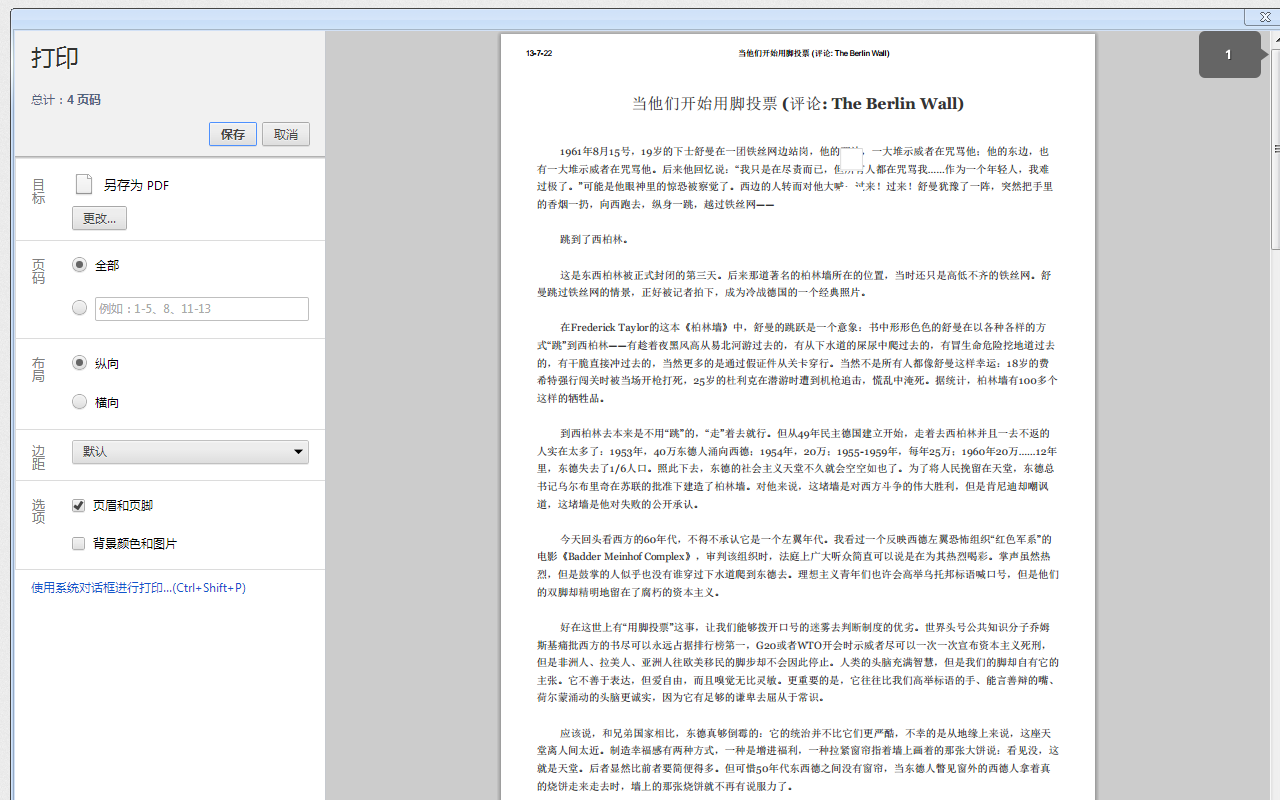 打印
总计：4 页码
保存 取消
目标
另存为 PDF
更改...
页码
全部
例如：1-5、8、11-13
布局
纵向
横向
边距
默认
选项
页眉和页脚
背景颜色和图片
使用系统对话框进行打印...(Ctrl+Shift+P)
1
13-7-22 当他们开始用脚投票 (评论: The Berlin Wall)
当他们开始用脚投票 (评论: The Berlin Wall)
1961年8月15号，19岁的下士舒曼在一团铁丝网边站岗，他的，一大堆示威者在咒骂他；他的东边，也
有一大堆示威者在咒骂他。后来他回忆说：“我只是在尽责而已，但所有人都在咒骂我……作为一个年轻人，我难
过极了。”可能是他眼神里的惊恐被察觉了。西边的人转而对他大喊：过来！过来！舒曼犹豫了一阵，突然把手里
的香烟一扔，向西跑去，纵身一跳，越过铁丝网——
跳到了西柏林。
这是东西柏林被正式封闭的第三天。后来那道著名的柏林墙所在的位置，当时还只是高低不齐的铁丝网。舒
曼跳过铁丝网的情景，正好被记者拍下，成为冷战德国的一个经典照片。
在Frederick Taylor的这本《柏林墙》中，舒曼的跳跃是一个意象：书中形形色色的舒曼在以各种各样的方
式“跳”到西柏林——有趁着夜黑风高从易北河游过去的，有从下水道的屎尿中爬过去的，有冒生命危险挖地道过去
的，有干脆直接冲过去的，当然更多的是通过假证件从关卡穿行。当然不是所有人都像舒曼这样幸运：18岁的费
希特强行闯关时被当场开枪打死，25岁的杜利克在潜游时遭到机枪追击，慌乱中淹死。据统计，柏林墙有100多个
这样的牺牲品。
到西柏林去本来是不用“跳”的，“走”着去就行。但从49年民主德国建立开始，走着去西柏林并且一去不返的
人实在太多了：1953年，40万东德人涌向西德；1954年，20万；1955-1959年，每年25万；1960年20万……12年
里，东德失去了1/6人口。照此下去，东德的社会主义天堂不久就会空空如也了。为了将人民挽留在天堂，东德总
书记乌尔布里奇在苏联的批准下建造了柏林墙。对他来说，这堵墙是对西方斗争的伟大胜利，但是肯尼迪却嘲讽
道，这堵墙是他对失败的公开承认。
今天回头看西方的60年代，不得不承认它是一个左翼年代。我看过一个反映西德左翼恐怖组织“红色军系”的
电影《Badder Meinhof Complex》，审判该组织时，法庭上广大听众简直可以说是在为其热烈喝彩。掌声虽然热
烈，但是鼓掌的人似乎也没有谁穿过下水道爬到东德去。理想主义青年们也许会高举乌托邦标语喊口号，但是他们
的双脚却精明地留在了腐朽的资本主义。
好在这世上有“用脚投票”这事，让我们能够拨开口号的迷雾去判断制度的优劣。世界头号公共知识分子乔姆
斯基痛批西方的书尽可以永远占据排行榜第一，G20或者WTO开会时示威者尽可以一次一次宣布资本主义死刑，
但是非洲人、拉美人、亚洲人往欧美移民的脚步却不会因此停止。人类的头脑充满智慧，但是我们的脚却自有它的
主张。它不善于表达，但爱自由，而且嗅觉无比灵敏。更重要的是，它往往比我们高举标语的手、能言善辩的嘴、
荷尔蒙涌动的头脑更诚实，因为它有足够的谦卑去屈从于常识。
应该说，和兄弟国家相比，东德真够倒霉的：它的统治并不比它们更严酷，不幸的是从地缘上来说，这座天
堂离人间太近。制造幸福感有两种方式，一种是增进福利，一种拉紧窗帘指着墙上画着的那张大饼说：看见没，这
就是天堂。后者显然比前者要简便得多。但可惜50年代东西德之间没有窗帘，当东德人瞥见窗外的西德人拿着真
的烧饼走来走去时，墙上的那张烧饼就不再有说服力了。